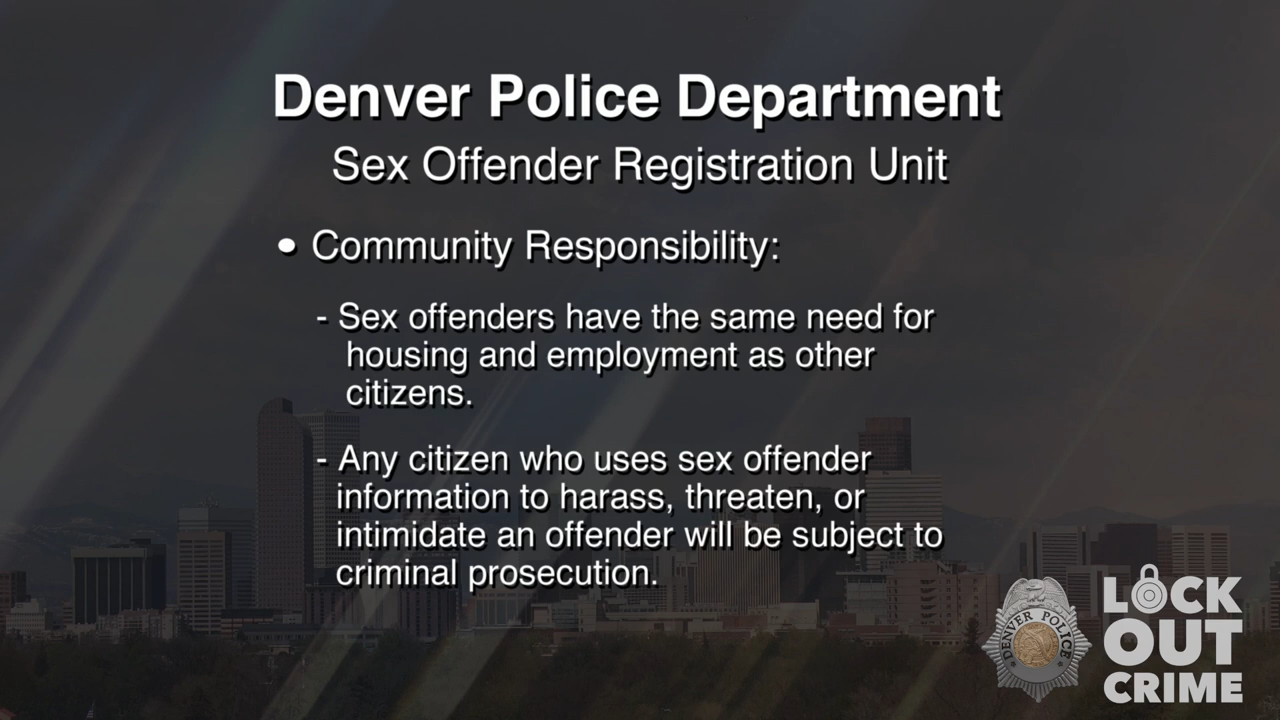 Denver Police Department
Sex Offender Registration Unit
• Community Responsibility:
- Sex offenders have the same need for
housing and employment as other
citizens.
- Any citizen who uses sex offender
information to harass, threaten, or
intimidate an offender will be subject to
criminal prosecution.
DENVER POLICE
LOCK
OUT
CRIME